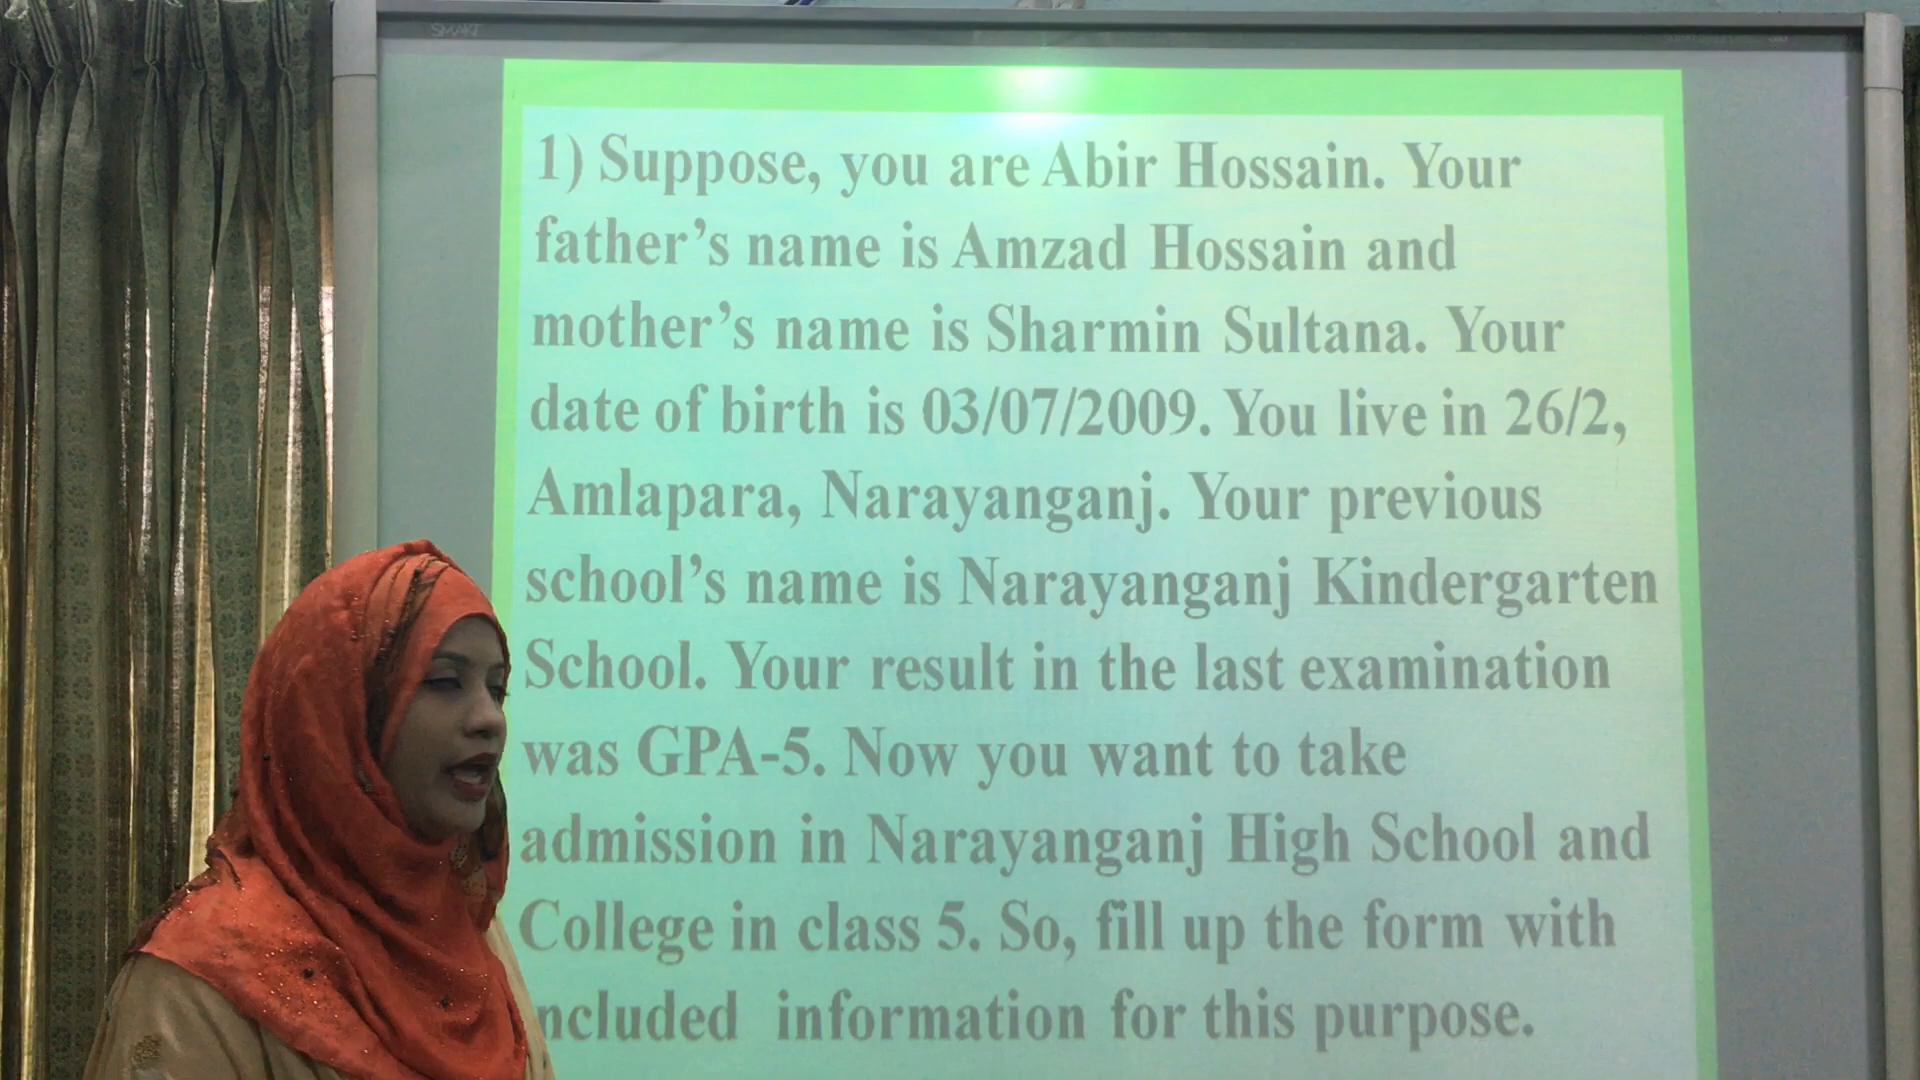 SMART
1) Suppose, you are Abir Hossain. Your
father's name is Amzad Hossain and
mother's name is Sharmin Sultana. Your
date of birth is 03/07/2009. You live in 26/2,
Amlapara, Narayanganj. Your previous
school's name is Narayanganj Kindergarten
School. Your result in the last examination
was GPA-5. Now you want to take
admission in Narayanganj High School and
College in class 5. So, fill up the form with
ncluded information for this purpose.